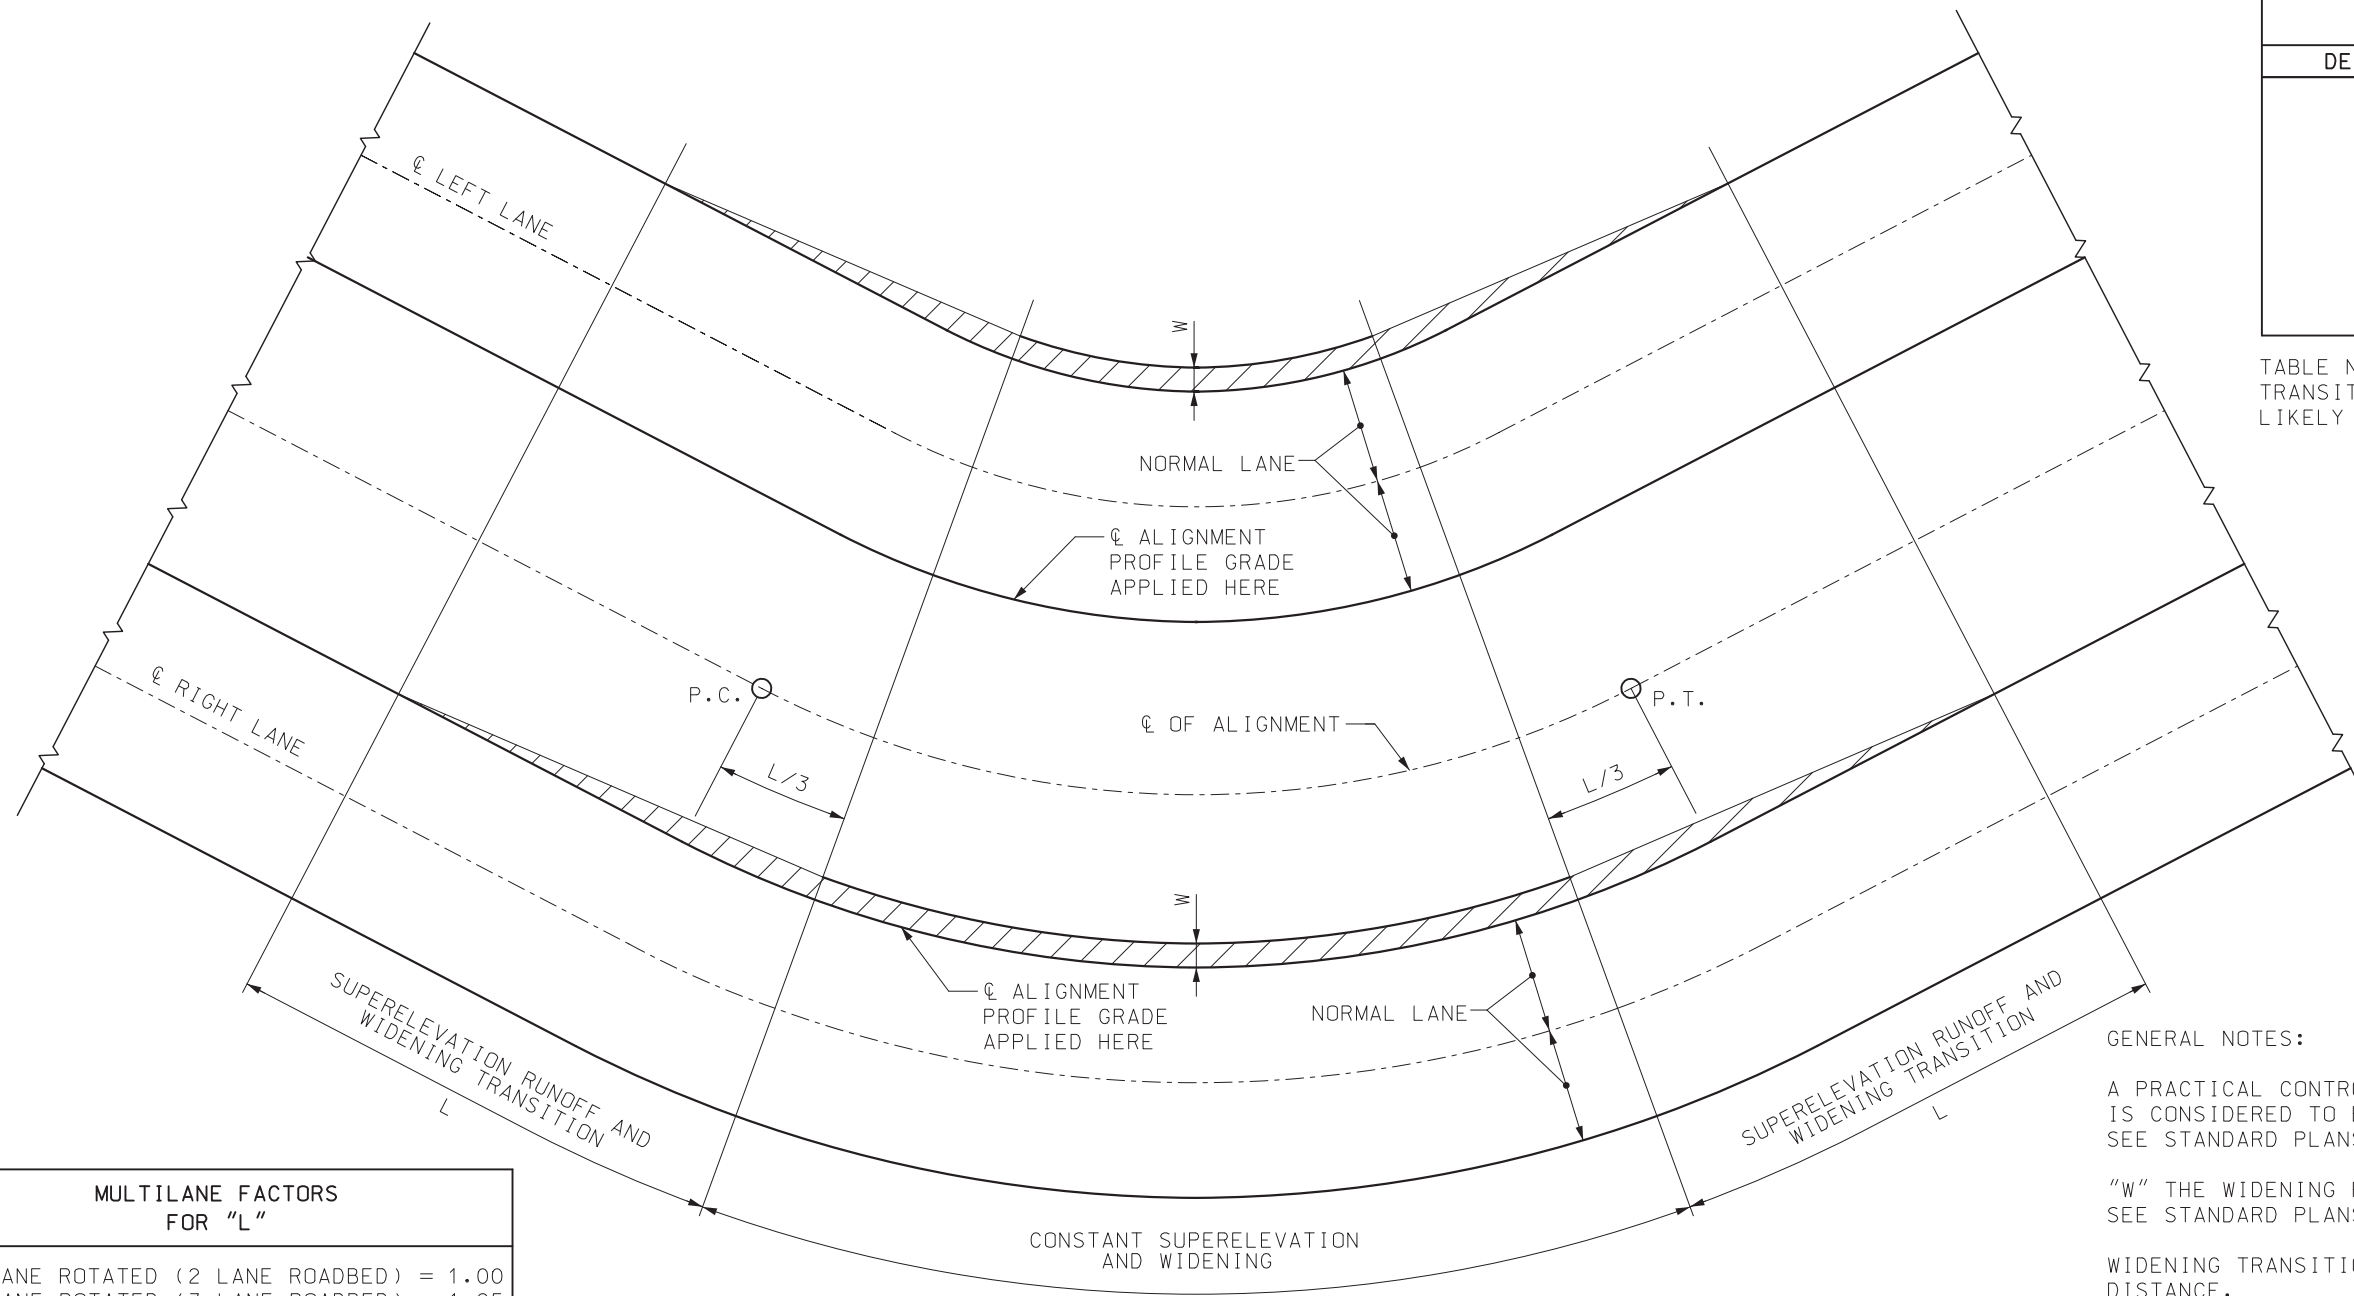 DE
TABLE N
TRANSIT
LIKELY
℄ LEFT LANE
W
NORMAL LANE
℄ ALIGNMENT
PROFILE GRADE
APPLIED HERE
℄ RIGHT LANE
P.C.
P.T.
℄ OF ALIGNMENT
L/3
L/3
W
℄ ALIGNMENT
PROFILE GRADE
APPLIED HERE
NORMAL LANE
SUPERELEVATION RUNOFF AND
WIDENING TRANSITION
L
SUPERELEVATION RUNOFF AND
WIDENING TRANSITION
L
CONSTANT SUPERELEVATION
AND WIDENING
MULTILANE FACTORS
FOR "L"
ANE ROTATED (2 LANE ROADBED) = 1.00
GENERAL NOTES:
A PRACTICAL CONTRO
IS CONSIDERED TO
SEE STANDARD PLAN
"W" THE WIDENING
SEE STANDARD PLAN
WIDENING TRANSITI
DISTANCE.